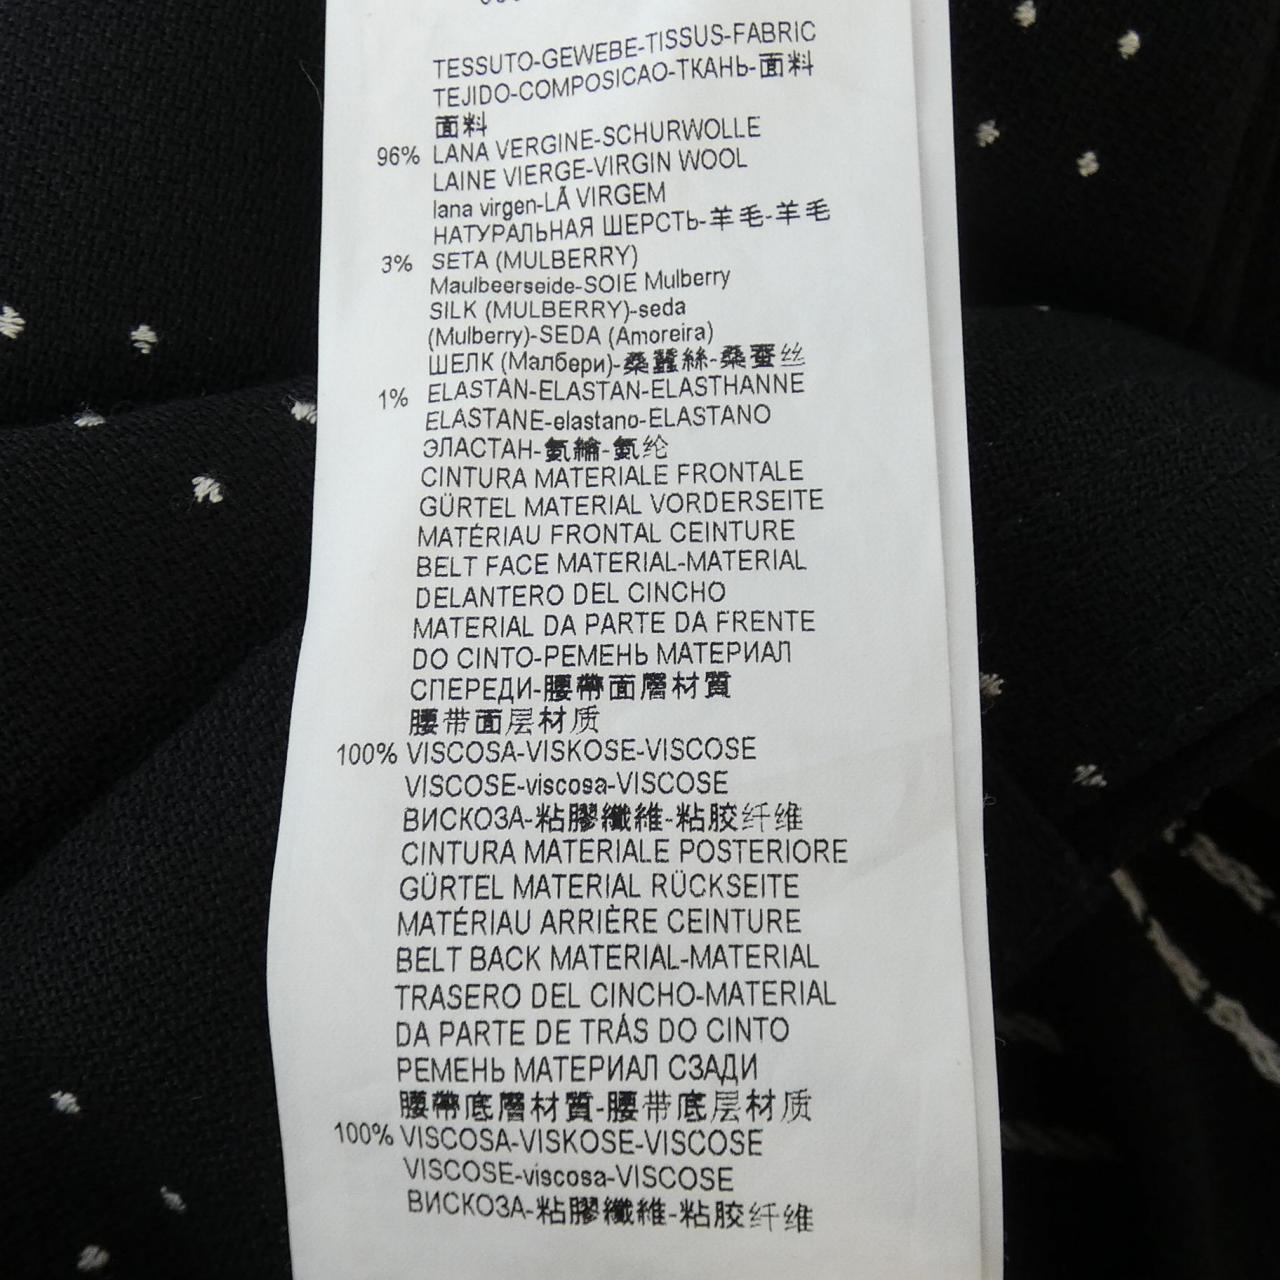 TESSUTO-GEWEBE-TISSUS-FABRIC
TEJIDO-COMPOSICAO-ТКАНЬ-面料
面料
96% LANA VERGINE-SCHURWOLLE
LAINE VIERGE-VIRGIN WOOL
lana virgen-LÃ VIRGEM
НАТУРАЛЬНАЯ ШЕРСТЬ-羊毛-羊毛
3% SETA (MULBERRY)
Maulbeerseide-SOIE Mulberry
SILK (MULBERRY)-seda
(Mulberry)-SEDA (Amoreira)
ШЕЛК (Малбери)-桑蠶絲-桑蚕丝
1% ELASTAN-ELASTAN-ELASTHANNE
ELASTANE-elastano-ELASTANO
ЭЛАСТАН-氨綸-氨纶
CINTURA MATERIALE FRONTALE
GÜRTEL MATERIAL VORDERSEITE
MATÉRIAU FRONTAL CEINTURE
BELT FACE MATERIAL-MATERIAL
DELANTERO DEL CINCHO
MATERIAL DA PARTE DA FRENTE
DO CINTO-РЕМЕНЬ МАТЕРИАЛ
СПЕРЕДИ-腰帶面層材質
腰带面层材质
100% VISCOSA-VISKOSE-VISCOSE
VISCOSE-viscosa-VISCOSE
ВИСКОЗА-粘膠纖維-粘胶纤维
CINTURA MATERIALE POSTERIORE
GÜRTEL MATERIAL RÜCKSEITE
MATÉRIAU ARRIÈRE CEINTURE
BELT BACK MATERIAL-MATERIAL
TRASERO DEL CINCHO-MATERIAL
DA PARTE DE TRÁS DO CINTO
РЕМЕНЬ МАТЕРИАЛ СЗАДИ
腰帶底層材質-腰带底层材质
100% VISCOSA-VISKOSE-VISCOSE
VISCOSE-viscosa-VISCOSE
ВИСКОЗА-粘膠纖維-粘胶纤维